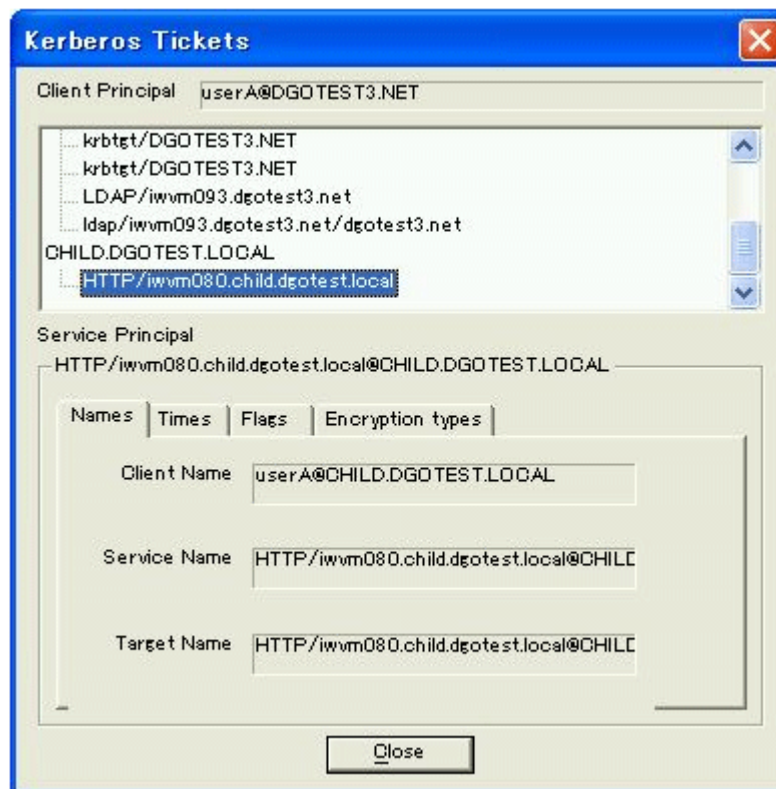 Kerberos Tickets
Client Principal userA@DGOTEST3.NET
krbtgt/DGOTEST3.NET
krbtgt/DGOTEST3.NET
LDAP/iwvm093.dgotest3.net
ldap/iwvm093.dgotest3.net/dgotest3.net
CHILD.DGOTEST.LOCAL
HTTP/iwvm080.child.dgotest.local
Service Principal
HTTP/iwvm080.child.dgotest.local@CHILD.DGOTEST.LOCAL
Names Times Flags Encryption types
Client Name userA@CHILD.DGOTEST.LOCAL
Service Name HTTP/iwvm080.child.dgotest.local@CHILD
Target Name HTTP/iwvm080.child.dgotest.local@CHILD
Close